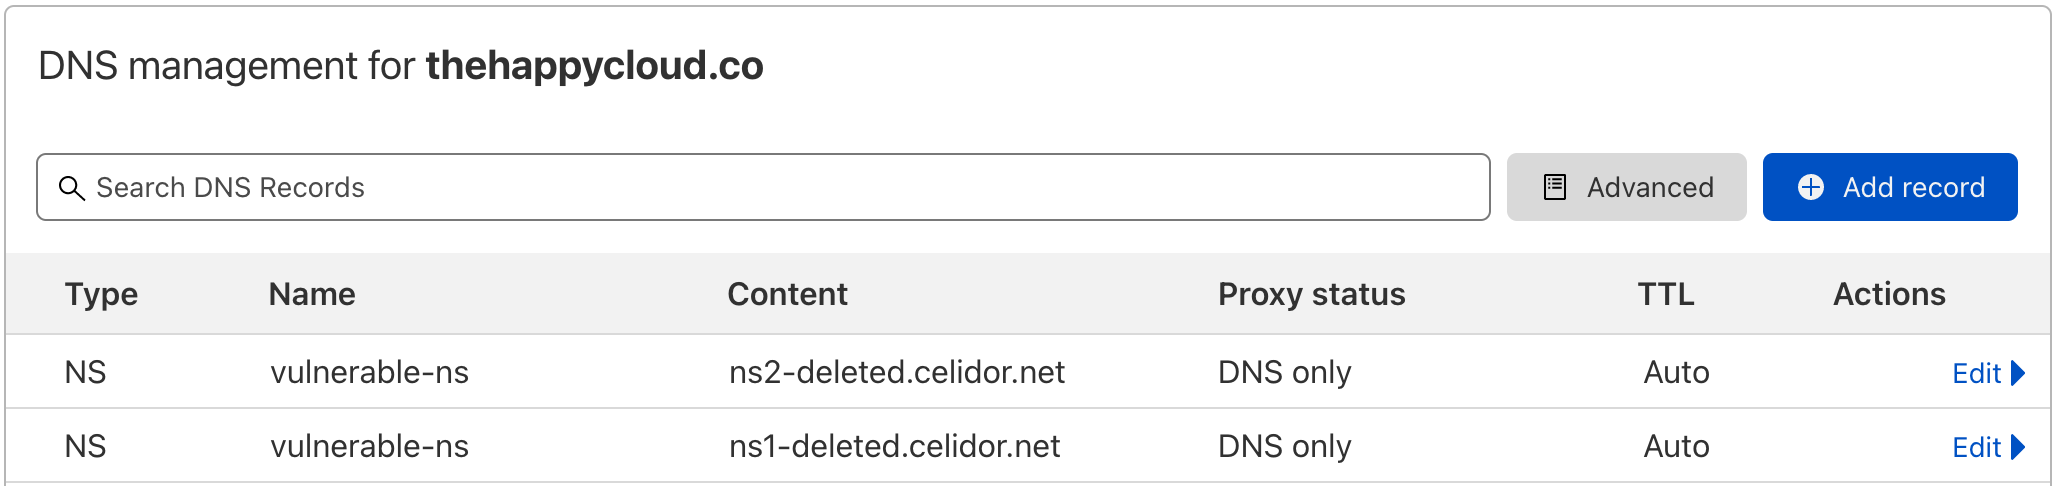 DNS management for thehappycloud.co
Search DNS Records
Advanced
Add record
Type Name Content Proxy status TTL Actions
NS vulnerable-ns ns2-deleted.celidor.net DNS only Auto Edit
NS vulnerable-ns ns1-deleted.celidor.net DNS only Auto Edit